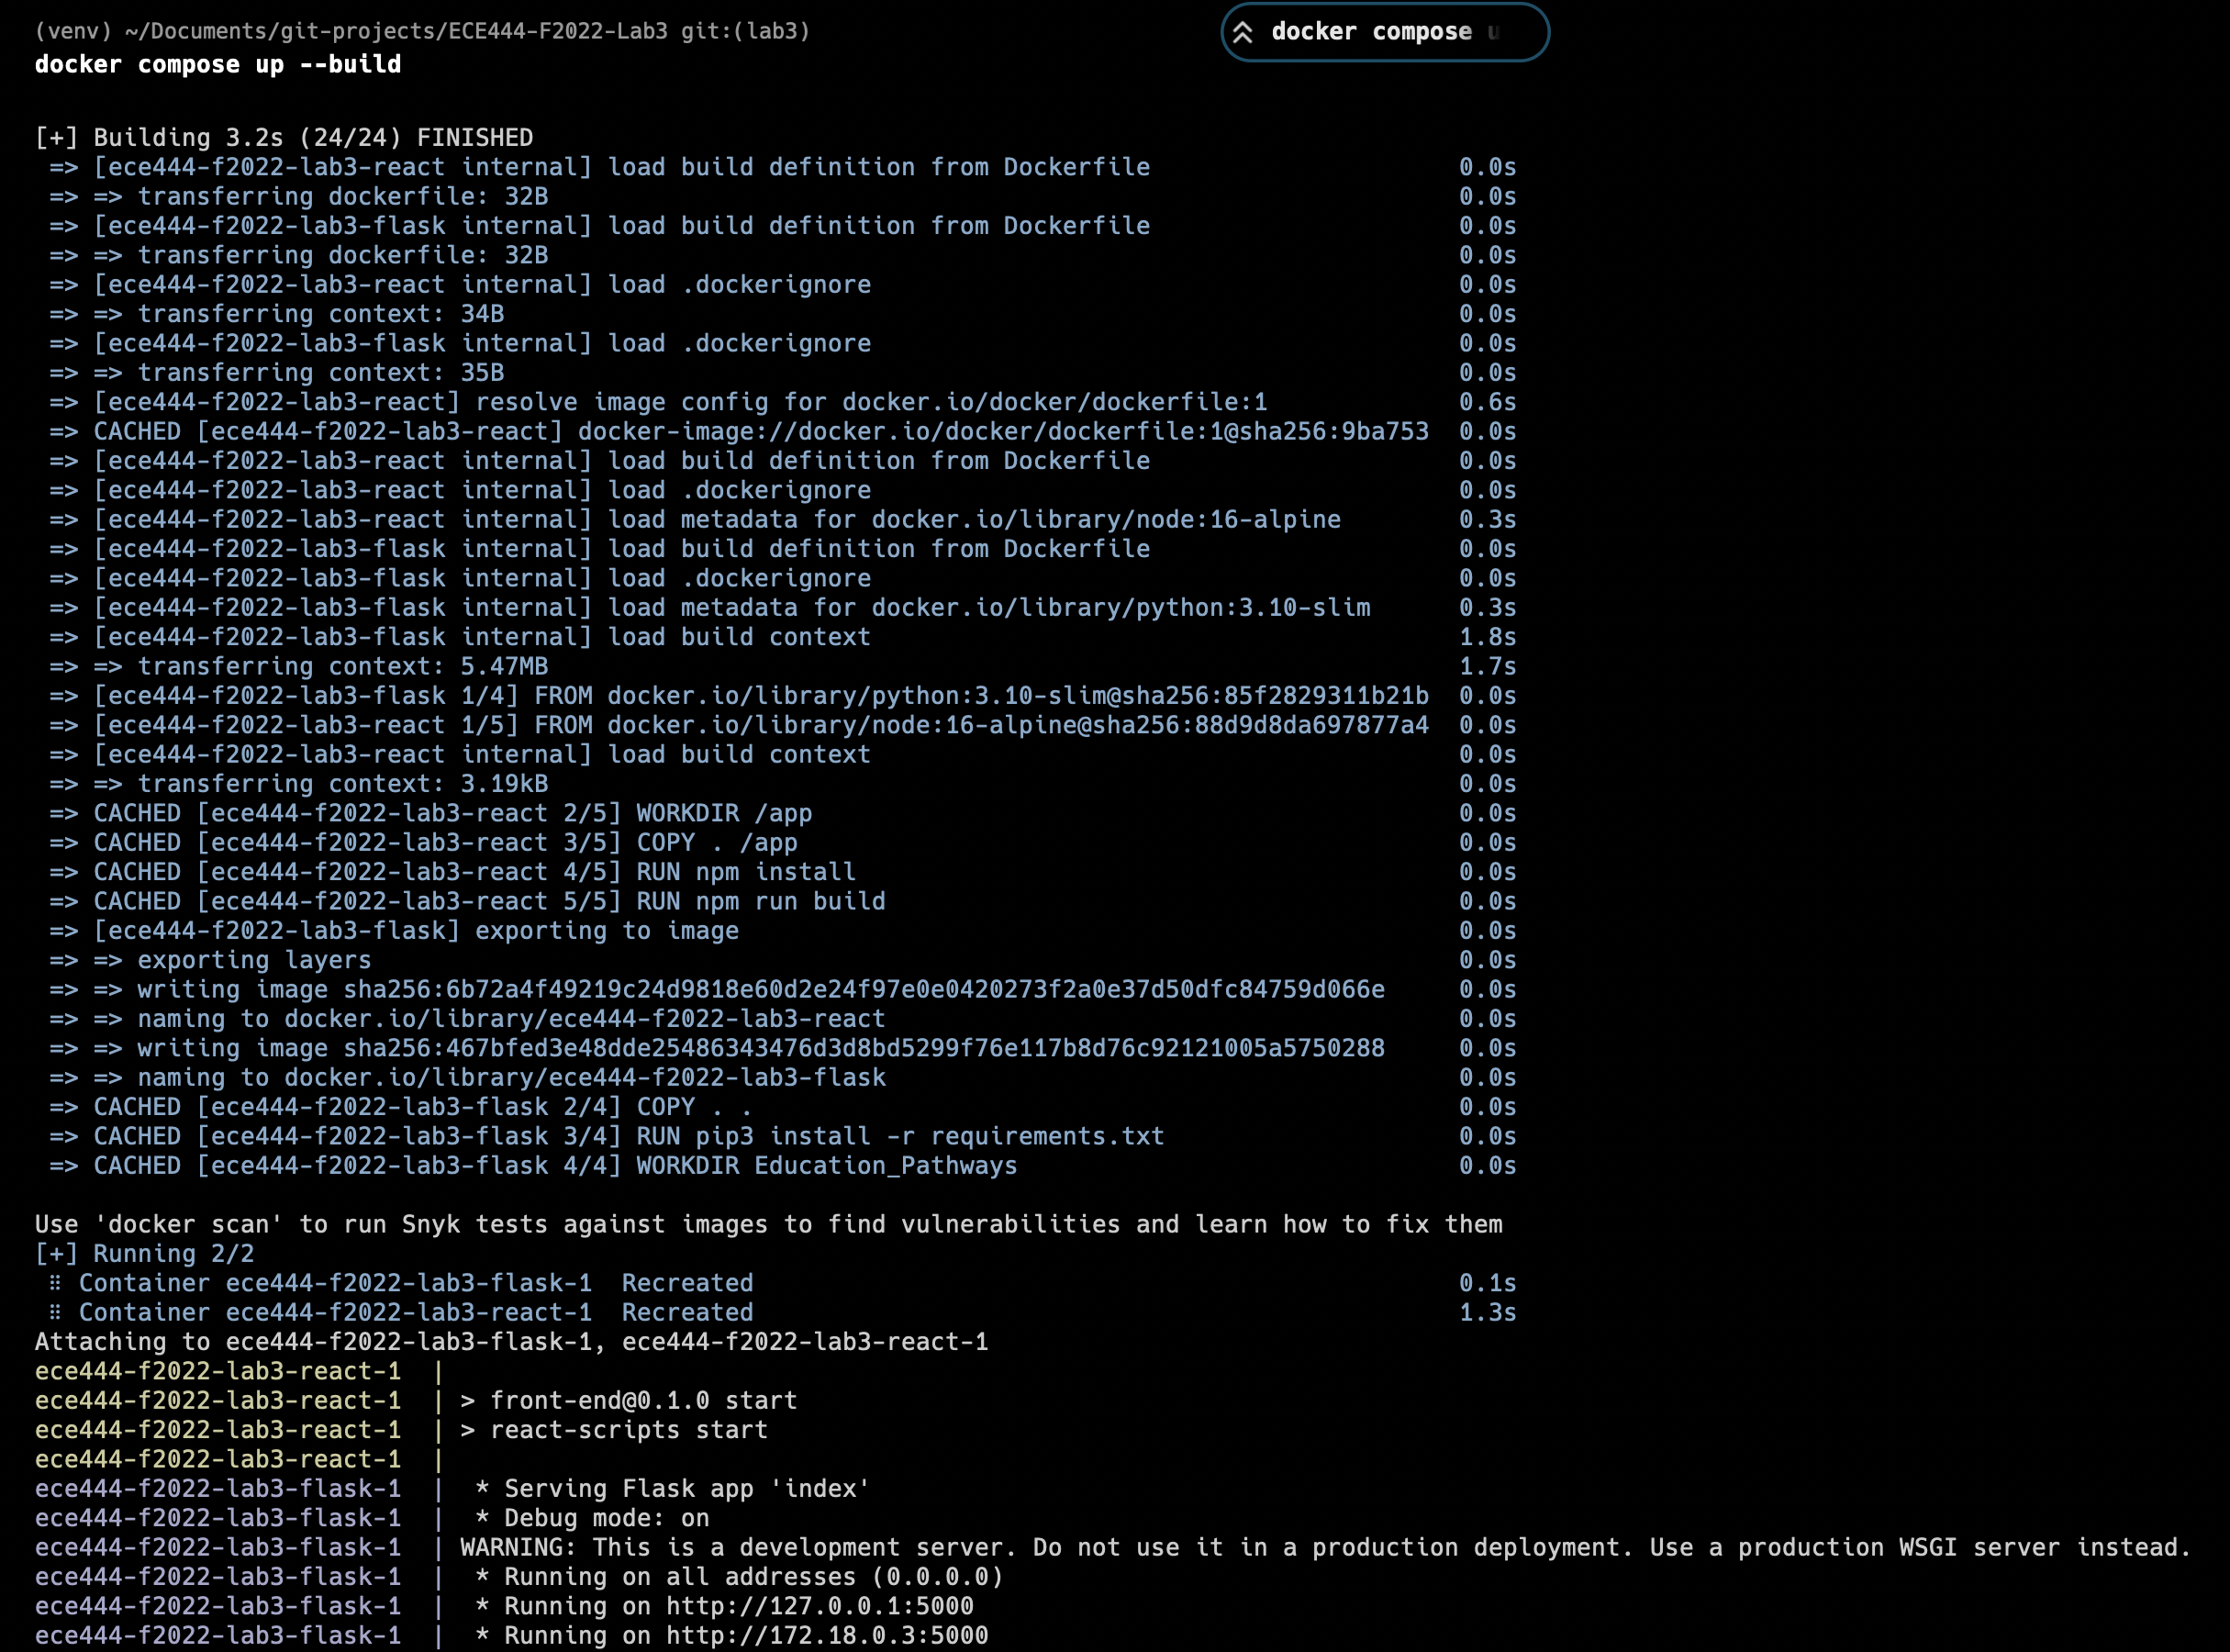 (venv) ~/Documents/git-projects/ECE444-F2022-Lab3 git:(lab3)
docker compose u
docker compose up --build
[+] Building 3.2s (24/24) FINISHED
=> [ece444-f2022-lab3-react internal] load build definition from Dockerfile 0.0s
=> => transferring dockerfile: 32B 0.0s
=> [ece444-f2022-lab3-flask internal] load build definition from Dockerfile 0.0s
=> => transferring dockerfile: 32B 0.0s
=> [ece444-f2022-lab3-react internal] load .dockerignore 0.0s
=> => transferring context: 34B 0.0s
=> [ece444-f2022-lab3-flask internal] load .dockerignore 0.0s
=> => transferring context: 35B 0.0s
=> [ece444-f2022-lab3-react] resolve image config for docker.io/docker/dockerfile:1 0.6s
=> CACHED [ece444-f2022-lab3-react] docker-image://docker.io/docker/dockerfile:1@sha256:9ba753 0.0s
=> [ece444-f2022-lab3-react internal] load build definition from Dockerfile 0.0s
=> [ece444-f2022-lab3-react internal] load .dockerignore 0.0s
=> [ece444-f2022-lab3-react internal] load metadata for docker.io/library/node:16-alpine 0.3s
=> [ece444-f2022-lab3-flask internal] load build definition from Dockerfile 0.0s
=> [ece444-f2022-lab3-flask internal] load .dockerignore 0.0s
=> [ece444-f2022-lab3-flask internal] load metadata for docker.io/library/python:3.10-slim 0.3s
=> [ece444-f2022-lab3-flask internal] load build context 1.8s
=> => transferring context: 5.47MB 1.7s
=> [ece444-f2022-lab3-flask 1/4] FROM docker.io/library/python:3.10-slim@sha256:85f2829311b21b 0.0s
=> [ece444-f2022-lab3-react 1/5] FROM docker.io/library/node:16-alpine@sha256:88d9d8da697877a4 0.0s
=> [ece444-f2022-lab3-react internal] load build context 0.0s
=> => transferring context: 3.19kB 0.0s
=> CACHED [ece444-f2022-lab3-react 2/5] WORKDIR /app 0.0s
=> CACHED [ece444-f2022-lab3-react 3/5] COPY . /app 0.0s
=> CACHED [ece444-f2022-lab3-react 4/5] RUN npm install 0.0s
=> CACHED [ece444-f2022-lab3-react 5/5] RUN npm run build 0.0s
=> [ece444-f2022-lab3-flask] exporting to image 0.0s
=> => exporting layers 0.0s
=> => writing image sha256:6b72a4f49219c24d9818e60d2e24f97e0e0420273f2a0e37d50dfc84759d066e 0.0s
=> => naming to docker.io/library/ece444-f2022-lab3-react 0.0s
=> => writing image sha256:467bfed3e48dde25486343476d3d8bd5299f76e117b8d76c92121005a5750288 0.0s
=> => naming to docker.io/library/ece444-f2022-lab3-flask 0.0s
=> CACHED [ece444-f2022-lab3-flask 2/4] COPY . . 0.0s
=> CACHED [ece444-f2022-lab3-flask 3/4] RUN pip3 install -r requirements.txt 0.0s
=> CACHED [ece444-f2022-lab3-flask 4/4] WORKDIR Education_Pathways 0.0s
Use 'docker scan' to run Snyk tests against images to find vulnerabilities and learn how to fix them
[+] Running 2/2
⠿ Container ece444-f2022-lab3-flask-1 Recreated 0.1s
⠿ Container ece444-f2022-lab3-react-1 Recreated 1.3s
Attaching to ece444-f2022-lab3-flask-1, ece444-f2022-lab3-react-1
ece444-f2022-lab3-react-1 |
ece444-f2022-lab3-react-1 | > front-end@0.1.0 start
ece444-f2022-lab3-react-1 | > react-scripts start
ece444-f2022-lab3-react-1 |
ece444-f2022-lab3-flask-1 | * Serving Flask app 'index'
ece444-f2022-lab3-flask-1 | * Debug mode: on
ece444-f2022-lab3-flask-1 | WARNING: This is a development server. Do not use it in a production deployment. Use a production WSGI server instead.
ece444-f2022-lab3-flask-1 | * Running on all addresses (0.0.0.0)
ece444-f2022-lab3-flask-1 | * Running on http://127.0.0.1:5000
ece444-f2022-lab3-flask-1 | * Running on http://172.18.0.3:5000